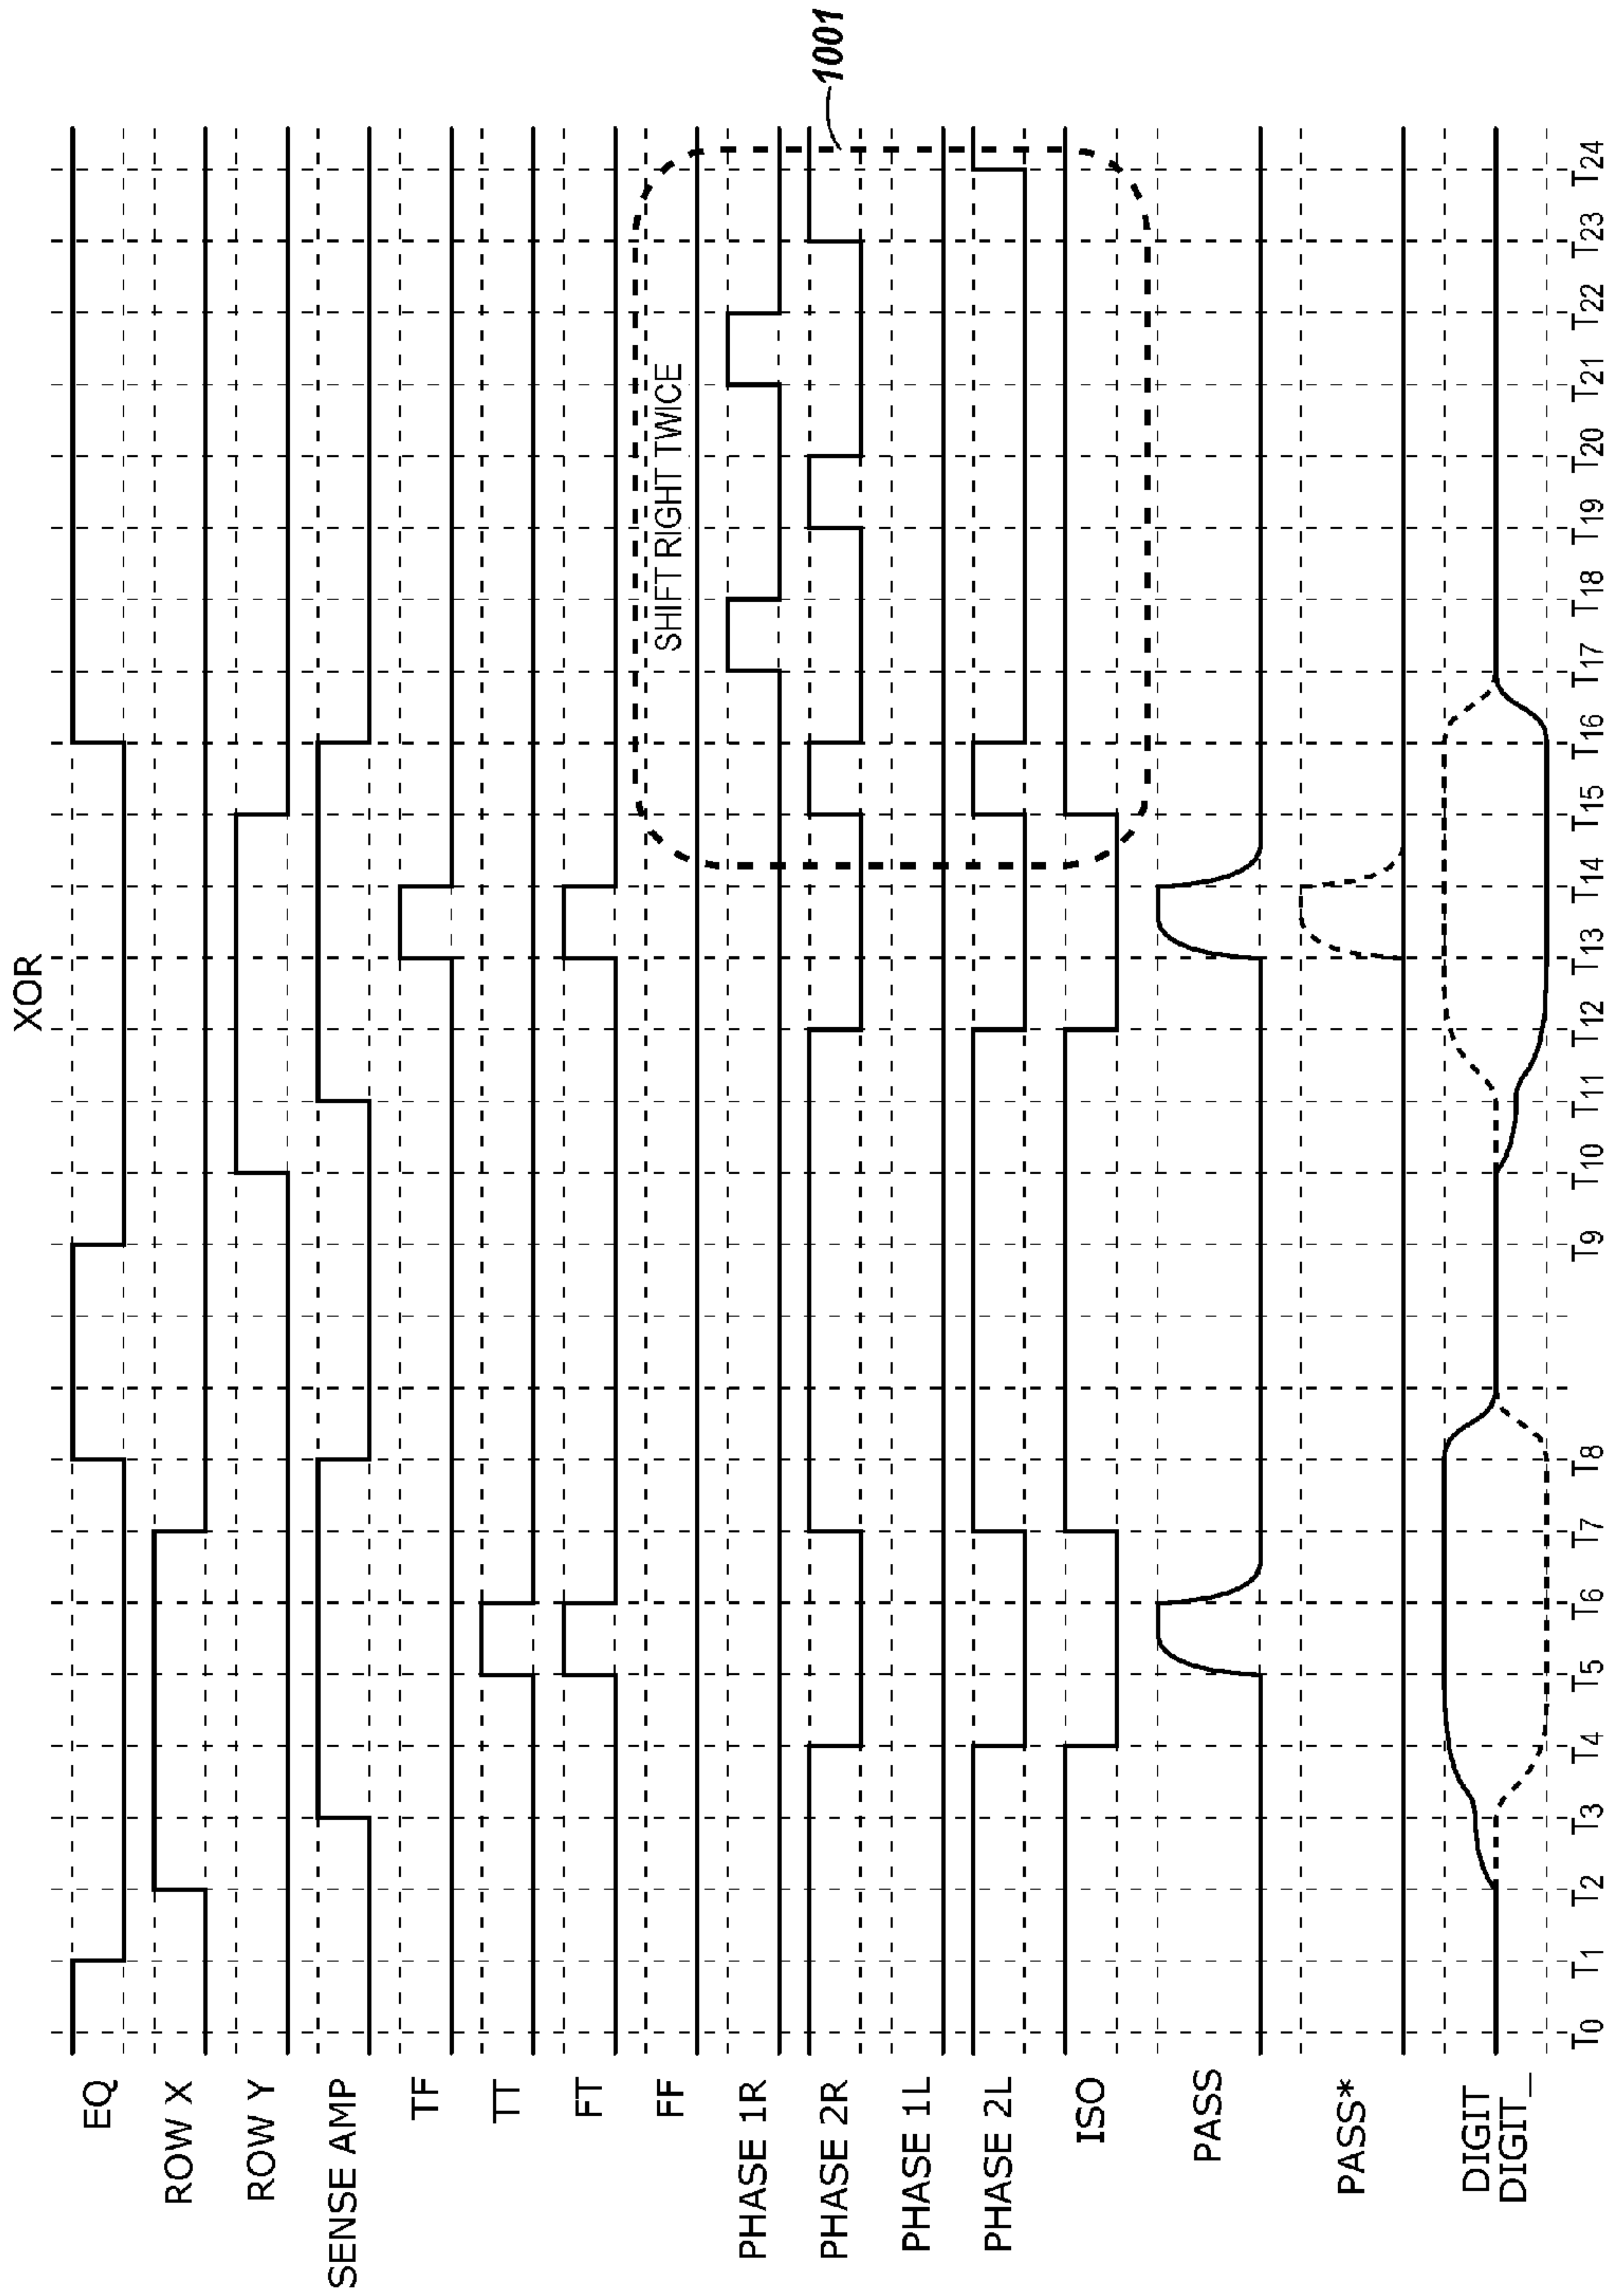 XOR
EQ
ROW X
ROW Y
SENSE AMP
TF
TT
FT
FF
PHASE 1R
PHASE 2R
PHASE 1L
PHASE 2L
ISO
PASS
PASS*
DIGIT
DIGIT_
SHIFT RIGHT TWICE
1001
T0 T1 T2 T3 T4 T5 T6 T7 T8 T9 T10 T11 T12 T13 T14 T15 T16 T17 T18 T19 T20 T21 T22 T23 T24